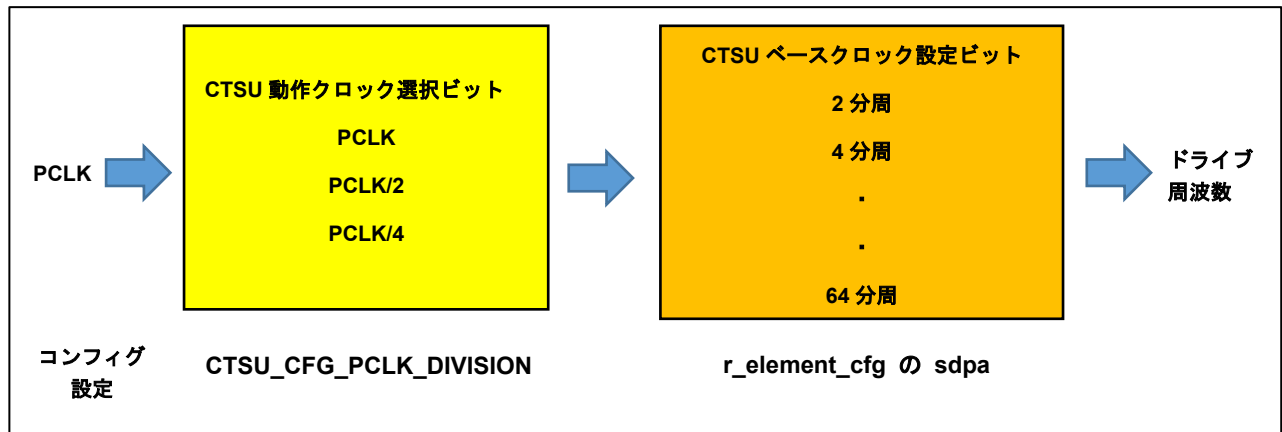 PCLK
CTSU 動作クロック選択ビット
PCLK
PCLK/2
PCLK/4
CTSU ベースクロック設定ビット
2 分周
4 分周
.
.
64 分周
ドライブ
周波数
コンフィグ
設定
CTSU_CFG_PCLK_DIVISION
r_element_cfg の sdpa